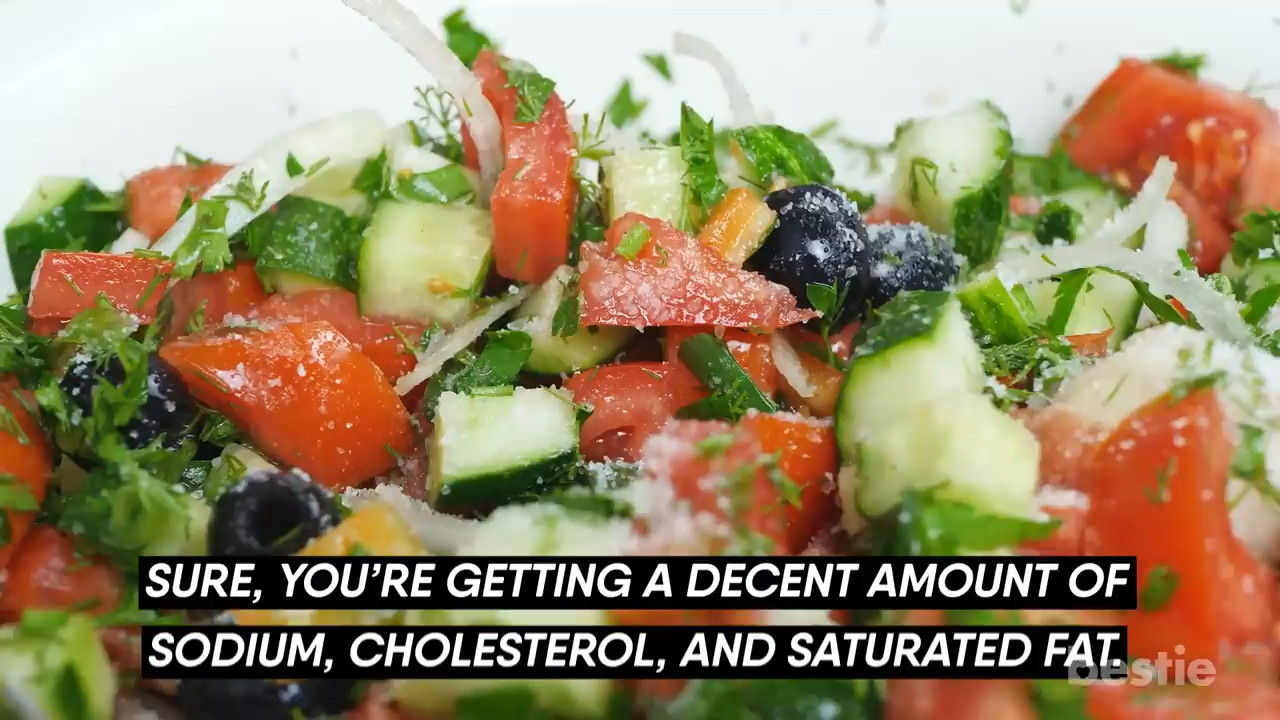 SURE, YOU'RE GETTING A DECENT AMOUNT OF
SODIUM, CHOLESTEROL, AND SATURATED FAT.
bestie